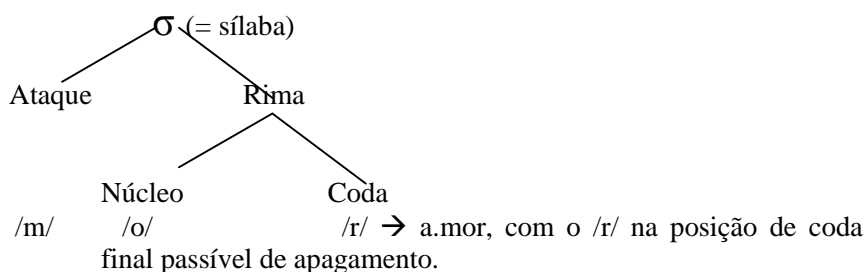 σ (= sílaba)
Ataque Rima
Núcleo Coda
/m/ /o/ /r/ → a.mor, com o /r/ na posição de coda
final passível de apagamento.